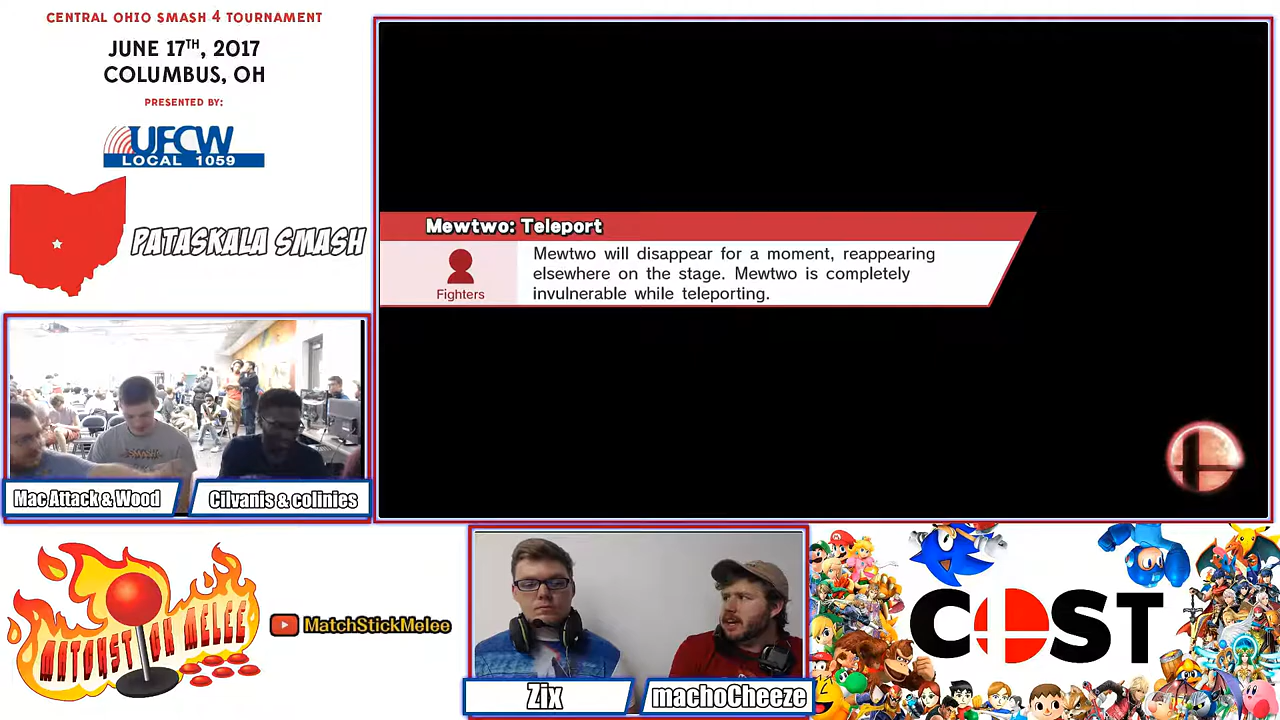 CENTRAL OHIO SMASH 4 TOURNAMENT
JUNE 17TH, 2017
COLUMBUS, OH
PRESENTED BY:
UFCW
LOCAL 1059
PATASKALA SMASH
Mewtwo: Teleport
Mewtwo will disappear for a moment, reappearing
elsewhere on the stage. Mewtwo is completely
invulnerable while teleporting.
Fighters
Mac Attack & Wood
Cilvanis & colinies
MATCHSTICK MELEE
MatchStickMelee
Zix
machoCheeze
COST